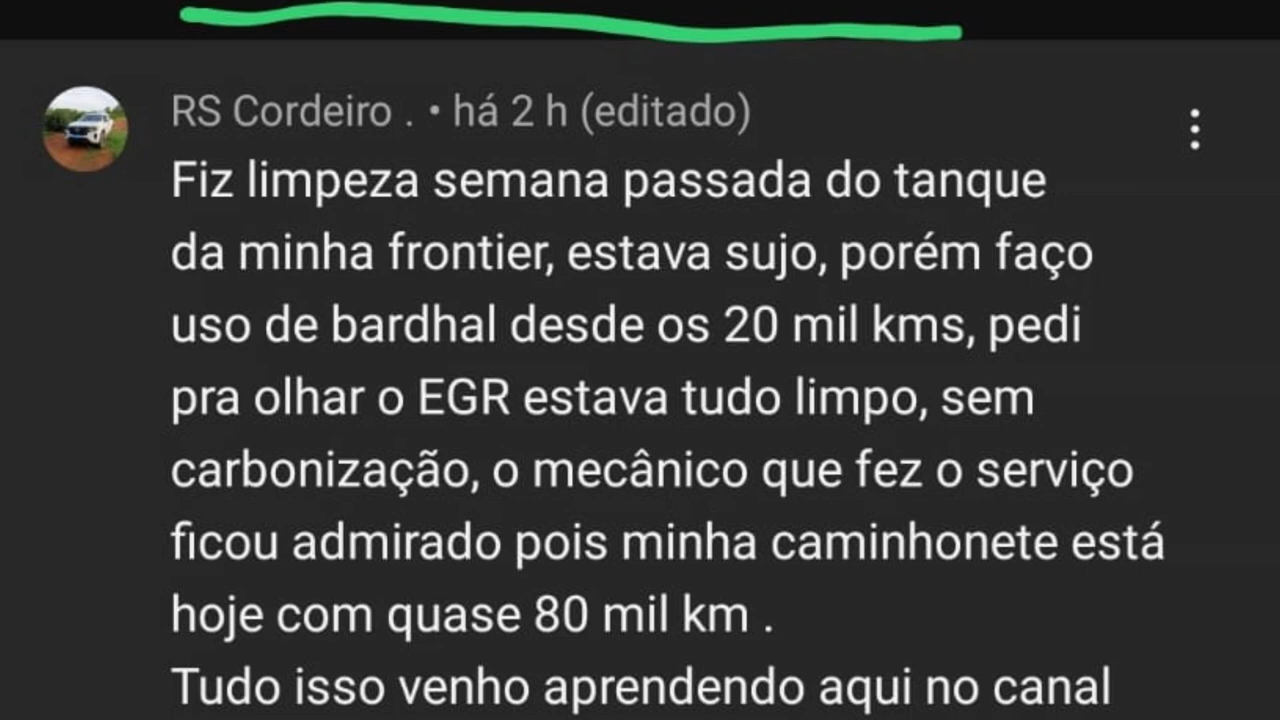 RS Cordeiro . • há 2 h (editado)
Fiz limpeza semana passada do tanque
da minha frontier, estava sujo, porém faço
uso de bardhal desde os 20 mil kms, pedi
pra olhar o EGR estava tudo limpo, sem
carbonização, o mecânico que fez o serviço
ficou admirado pois minha caminhonete está
hoje com quase 80 mil km .
Tudo isso venho aprendendo aqui no canal